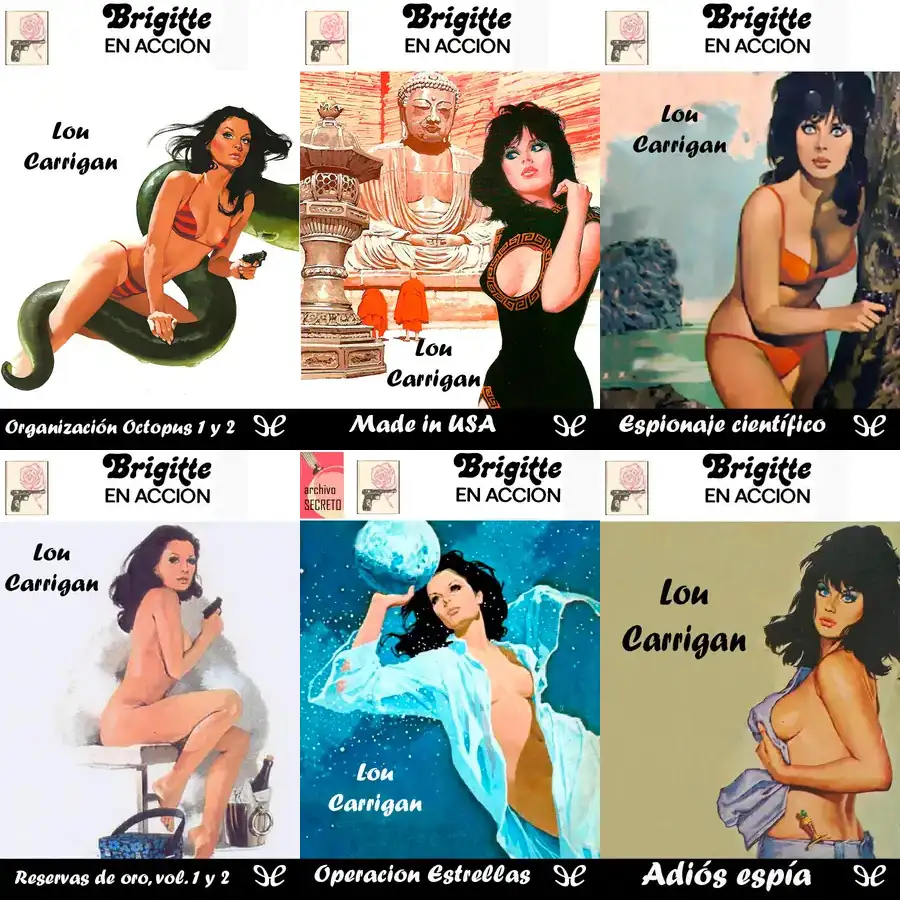 Brigitte
EN ACCION
Lou
Carrigan
Organización Octopus 1 y 2
Brigitte
EN ACCION
Lou
Carrigan
Made in USA
Brigitte
EN ACCION
Lou
Carrigan
Espionaje científico
Brigitte
EN ACCION
Lou
Carrigan
Reservas de oro, vol. 1 y 2
archivo
SECRETO
Brigitte
EN ACCION
Lou
Carrigan
Operacion Estrellas
Brigitte
EN ACCION
Lou
Carrigan
Adiós espía